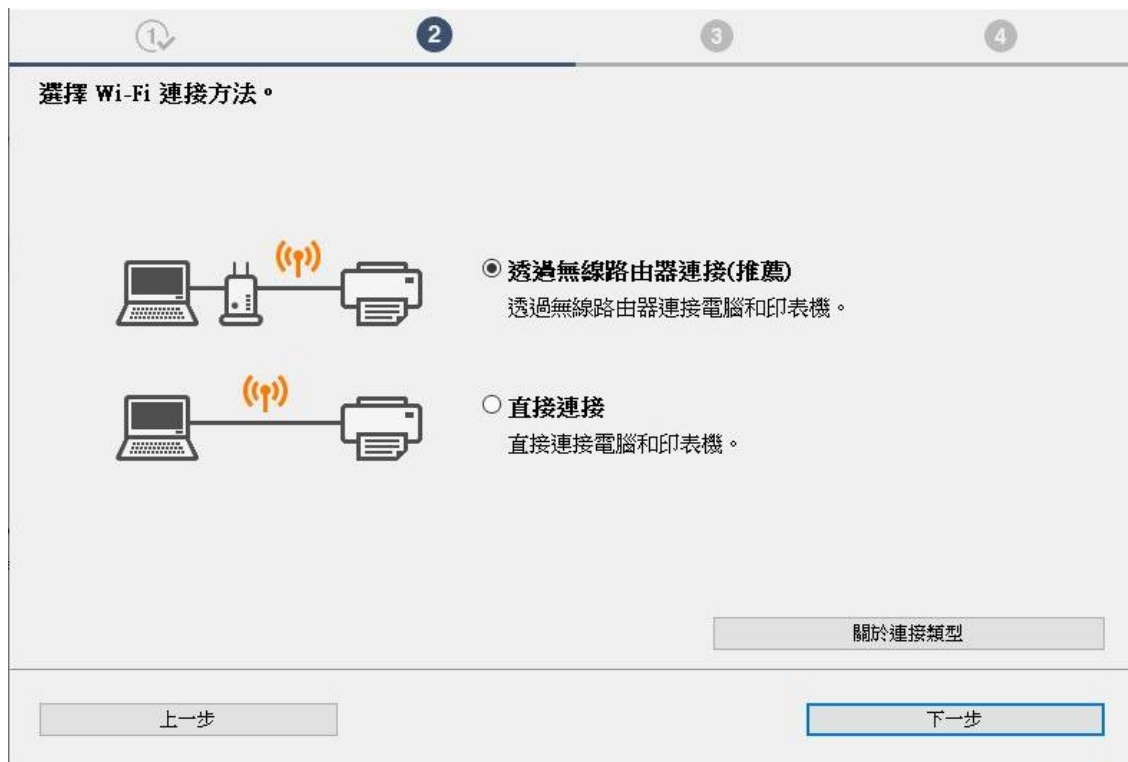 1 2 3 4
選擇 Wi-Fi 連接方法。
透過無線路由器連接(推薦)
透過無線路由器連接電腦和印表機。
直接連接
直接連接電腦和印表機。
關於連接類型
上一步 下一步